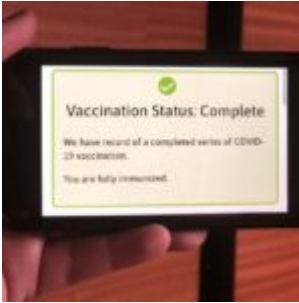 Vaccination Status: Complete
We have record of a completed series of COVID-
19 vaccination.
You are fully immunized.